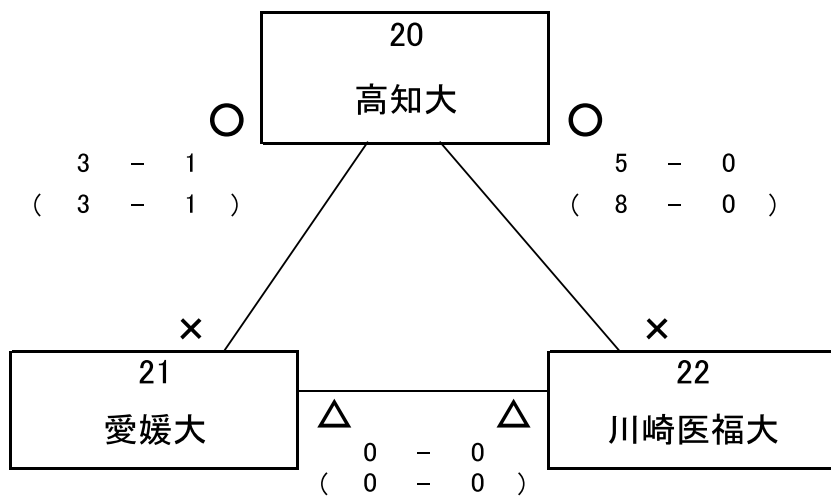 20
高知大
○ ○
3 － 1
( 3 － 1 )
5 － 0
( 8 － 0 )
× ×
21
愛媛大
22
川崎医福大
△ △
0 － 0
( 0 － 0 )